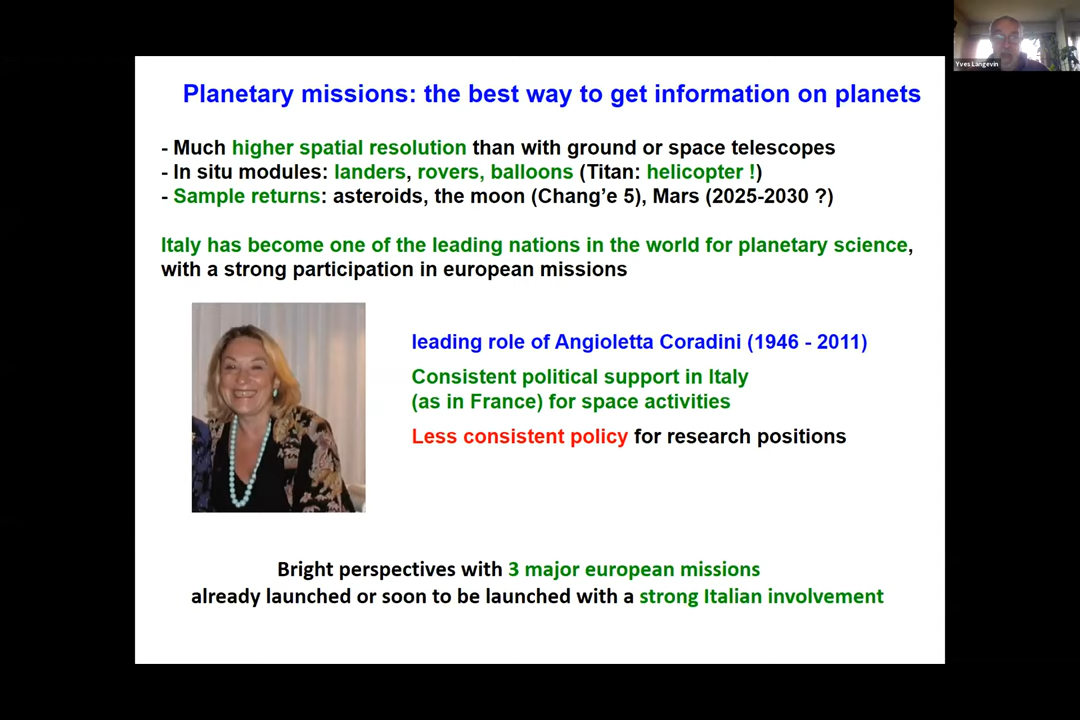 Yves Langevin
Planetary missions: the best way to get information on planets
- Much higher spatial resolution than with ground or space telescopes
- In situ modules: landers, rovers, balloons (Titan: helicopter !)
- Sample returns: asteroids, the moon (Chang’e 5), Mars (2025-2030 ?)
Italy has become one of the leading nations in the world for planetary science,
with a strong participation in european missions
leading role of Angioletta Coradini (1946 - 2011)
Consistent political support in Italy
(as in France) for space activities
Less consistent policy for research positions
Bright perspectives with 3 major european missions
already launched or soon to be launched with a strong Italian involvement